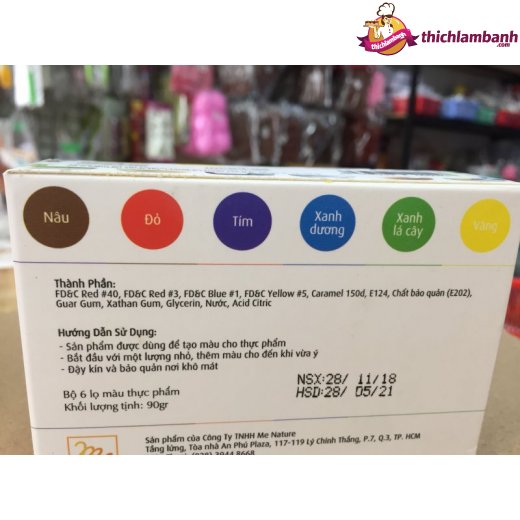 thichlambanh
.com
thichlambanh
Nâu
Đỏ
Tím
Xanh
dương
Xanh
lá cây
Vàng
Thành Phần:
FD&C Red #40, FD&C Red #3, FD&C Blue #1, FD&C Yellow #5, Caramel 150d, E124, Chất bảo quản (E202),
Guar Gum, Xathan Gum, Glycerin, Nước, Acid Citric
Hướng Dẫn Sử Dụng:
- Sản phẩm được dùng để tạo màu cho thực phẩm
- Bắt đầu với một lượng nhỏ, thêm màu cho đến khi vừa ý
- Đậy kín và bảo quản nơi khô mát
NSX:28/ 11/18
HSD:28/ 05/21
Bộ 6 lọ màu thực phẩm
Khối lượng tịnh: 90gr
Sản phẩm của Công Ty TNHH Me Nature
Tầng lửng, Tòa nhà An Phú Plaza, 117-119 Lý Chính Thắng, P.7, Q.3, TP. HCM
(028) 3944 8668